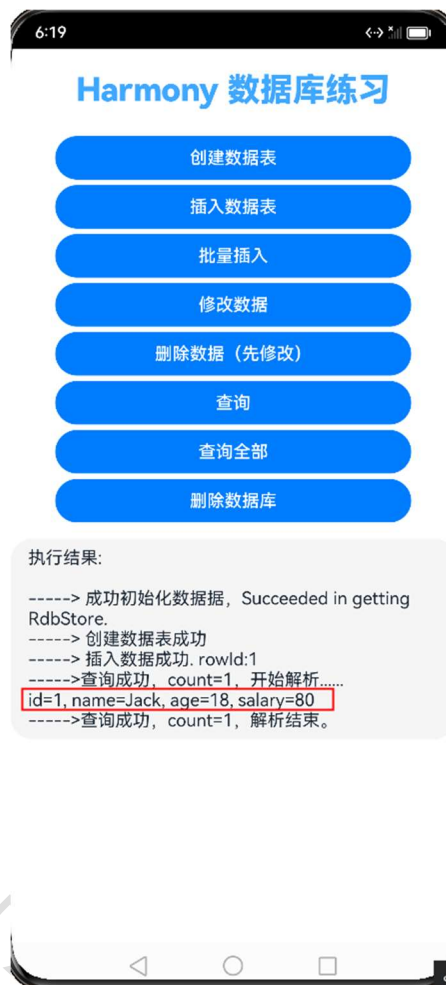 6:19
Harmony 数据库练习
创建数据表
插入数据表
批量插入
修改数据
删除数据（先修改）
查询
查询全部
删除数据库
执行结果:
-----> 成功初始化数据据，Succeeded in getting
RdbStore.
-----> 创建数据表成功
-----> 插入数据成功. rowId:1
----->查询成功，count=1，开始解析......
id=1, name=Jack, age=18, salary=80
----->查询成功，count=1，解析结束。